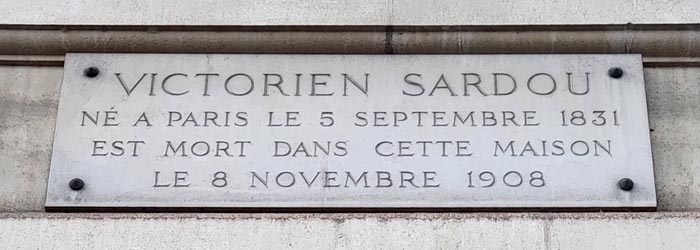 VICTORIEN SARDOU
NÉ A PARIS LE 5 SEPTEMBRE 1831
EST MORT DANS CETTE MAISON
LE 8 NOVEMBRE 1908